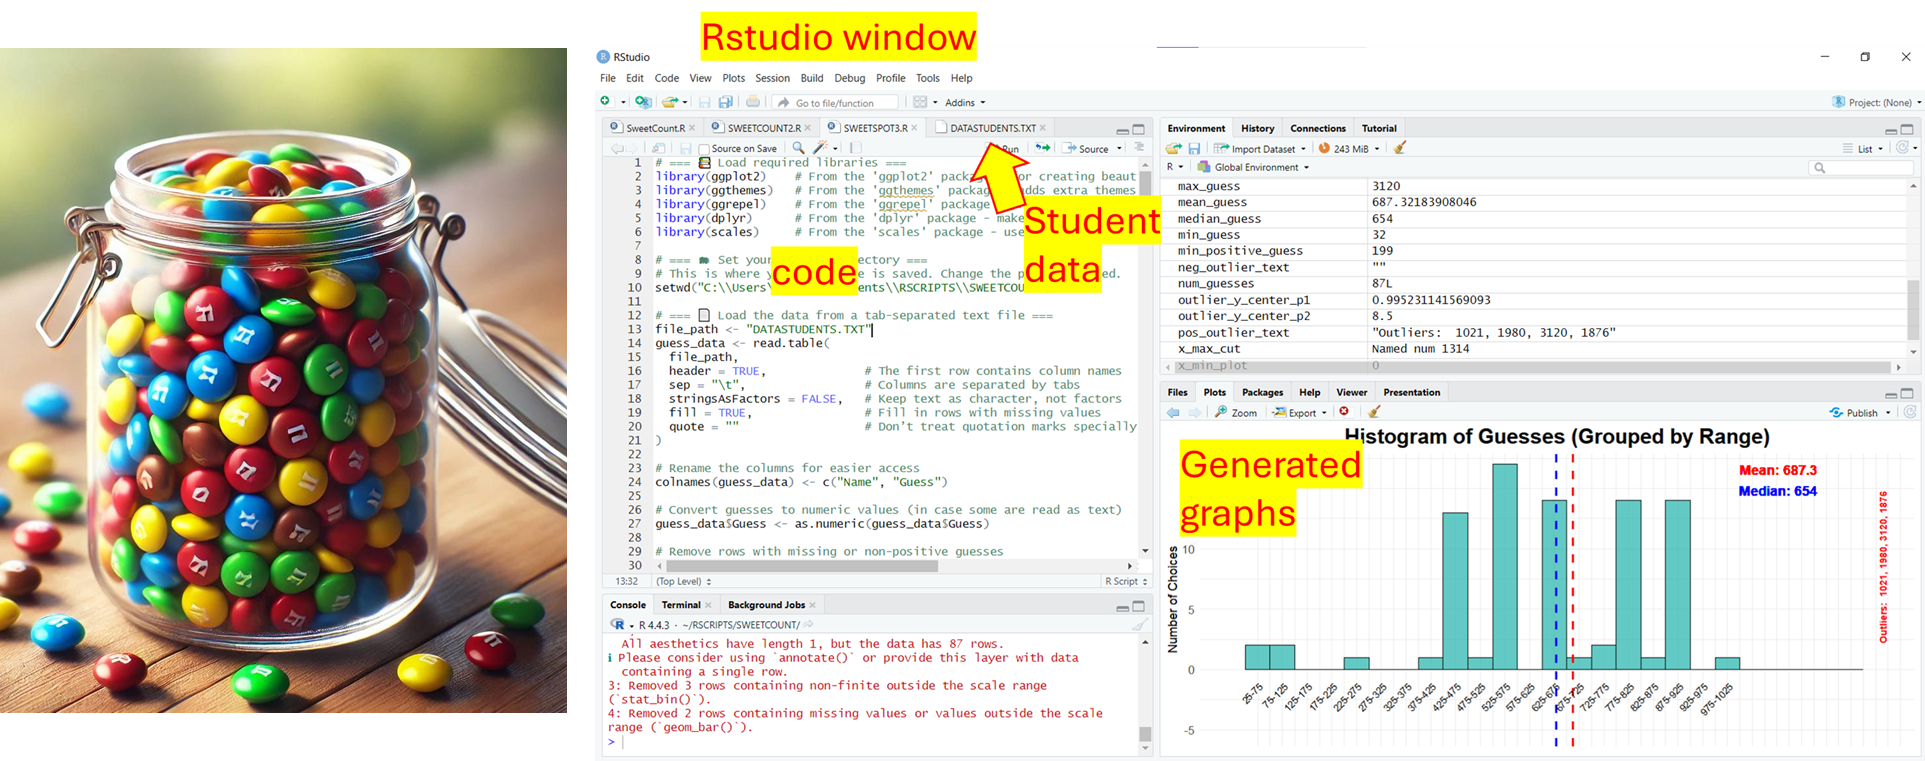 Rstudio window
RStudio
File Edit Code View Plots Session Build Debug Profile Tools Help
Go to file/function Addins Project: (None)
SweetCount.R SWEETCOUNT2.R SWEETSPOT3.R DATASTUDENTS.TXT
Source on Save Run Source
1 # === Load required libraries ===
2 library(ggplot2) # From the 'ggplot2' pack or creating beaut
3 library(ggthemes) # From the 'ggthemes' packag adds extra themes
4 library(ggrepel) # From the 'ggrepel' package
5 library(dplyr) # From the 'dplyr' package - make
6 library(scales) # From the 'scales' package - use
7
8 # === Set your ectory ===
9 # This is where y e is saved. Change the p ed.
10 setwd("C:\\Users\ ents\\RSCRIPTS\\SWEETCOU
11
12 # === Load the data from a tab-separated text file ===
13 file_path <- "DATASTUDENTS.TXT"
14 guess_data <- read.table(
15 file_path,
16 header = TRUE, # The first row contains column names
17 sep = "\t", # Columns are separated by tabs
18 stringsAsFactors = FALSE, # Keep text as character, not factors
19 fill = TRUE, # Fill in rows with missing values
20 quote = "" # Don't treat quotation marks specially
21 )
22
23 # Rename the columns for easier access
24 colnames(guess_data) <- c("Name", "Guess")
25
26 # Convert guesses to numeric values (in case some are read as text)
27 guess_data$Guess <- as.numeric(guess_data$Guess)
28
29 # Remove rows with missing or non-positive guesses
30
code
Student
data
13:32 (Top Level) R Script
Console Terminal Background Jobs
R 4.4.3 · ~/RSCRIPTS/SWEETCOUNT/
All aesthetics have length 1, but the data has 87 rows.
ℹ Please consider using `annotate()` or provide this layer with data
containing a single row.
3: Removed 3 rows containing non-finite outside the scale range
(`stat_bin()`).
4: Removed 2 rows containing missing values or values outside the scale
range (`geom_bar()`).
>
Environment History Connections Tutorial
Import Dataset 243 MiB List
R Global Environment
max_guess 3120
mean_guess 687.32183908046
median_guess 654
min_guess 32
min_positive_guess 199
neg_outlier_text ""
num_guesses 87L
outlier_y_center_p1 0.995231141569093
outlier_y_center_p2 8.5
pos_outlier_text "Outliers: 1021, 1980, 3120, 1876"
x_max_cut Named num 1314
x_min_plot 0
Files Plots Packages Help Viewer Presentation
Zoom Export Publish
Histogram of Guesses (Grouped by Range)
Generated
graphs
Mean: 687.3
Median: 654
Outliers: 1021, 1980, 3120, 1876
Number of Choices
10
5
0
-5
25-75 75-125 125-175 175-225 225-275 275-325 325-375 375-425 425-475 475-525 525-575 575-625 625-675 675-725 725-775 775-825 825-875 875-925 925-975 975-1025